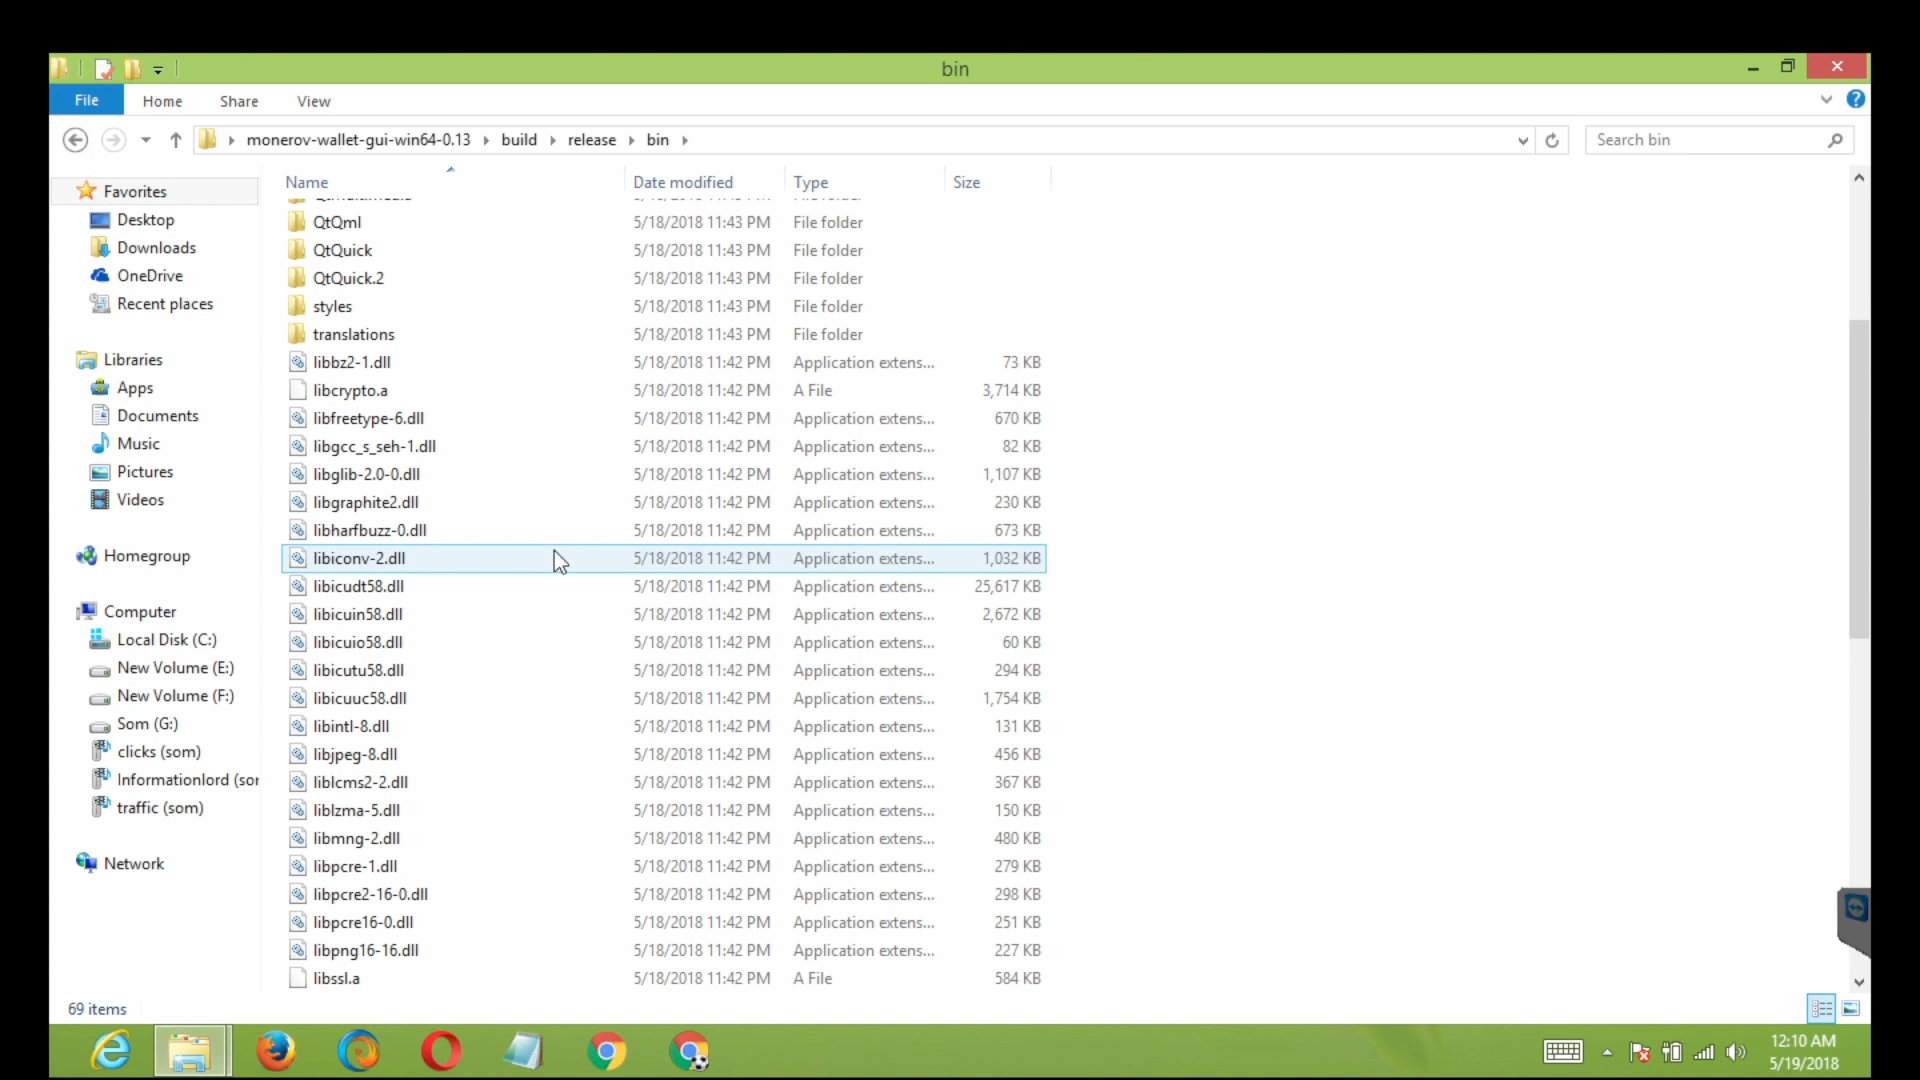 bin
File Home Share View
monerov-wallet-gui-win64-0.13 build release bin Search bin
Name Date modified Type Size
Favorites
Desktop
Downloads
OneDrive
Recent places
Libraries
Apps
Documents
Music
Pictures
Videos
Homegroup
Computer
Local Disk (C:)
New Volume (E:)
New Volume (F:)
Som (G:)
clicks (som)
Informationlord (sor
traffic (som)
Network
QtQml 5/18/2018 11:43 PM File folder
QtQuick 5/18/2018 11:43 PM File folder
QtQuick.2 5/18/2018 11:43 PM File folder
styles 5/18/2018 11:43 PM File folder
translations 5/18/2018 11:43 PM File folder
libbz2-1.dll 5/18/2018 11:42 PM Application extens... 73 KB
libcrypto.a 5/18/2018 11:42 PM A File 3,714 KB
libfreetype-6.dll 5/18/2018 11:42 PM Application extens... 670 KB
libgcc_s_seh-1.dll 5/18/2018 11:42 PM Application extens... 82 KB
libglib-2.0-0.dll 5/18/2018 11:42 PM Application extens... 1,107 KB
libgraphite2.dll 5/18/2018 11:42 PM Application extens... 230 KB
libharfbuzz-0.dll 5/18/2018 11:42 PM Application extens... 673 KB
libiconv-2.dll 5/18/2018 11:42 PM Application extens... 1,032 KB
libicudt58.dll 5/18/2018 11:42 PM Application extens... 25,617 KB
libicuin58.dll 5/18/2018 11:42 PM Application extens... 2,672 KB
libicuio58.dll 5/18/2018 11:42 PM Application extens... 60 KB
libicutu58.dll 5/18/2018 11:42 PM Application extens... 294 KB
libicuuc58.dll 5/18/2018 11:42 PM Application extens... 1,754 KB
libintl-8.dll 5/18/2018 11:42 PM Application extens... 131 KB
libjpeg-8.dll 5/18/2018 11:42 PM Application extens... 456 KB
liblcms2-2.dll 5/18/2018 11:42 PM Application extens... 367 KB
liblzma-5.dll 5/18/2018 11:42 PM Application extens... 150 KB
libmng-2.dll 5/18/2018 11:42 PM Application extens... 480 KB
libpcre-1.dll 5/18/2018 11:42 PM Application extens... 279 KB
libpcre2-16-0.dll 5/18/2018 11:42 PM Application extens... 298 KB
libpcre16-0.dll 5/18/2018 11:42 PM Application extens... 251 KB
libpng16-16.dll 5/18/2018 11:42 PM Application extens... 227 KB
libssl.a 5/18/2018 11:42 PM A File 584 KB
69 items
12:10 AM
5/19/2018